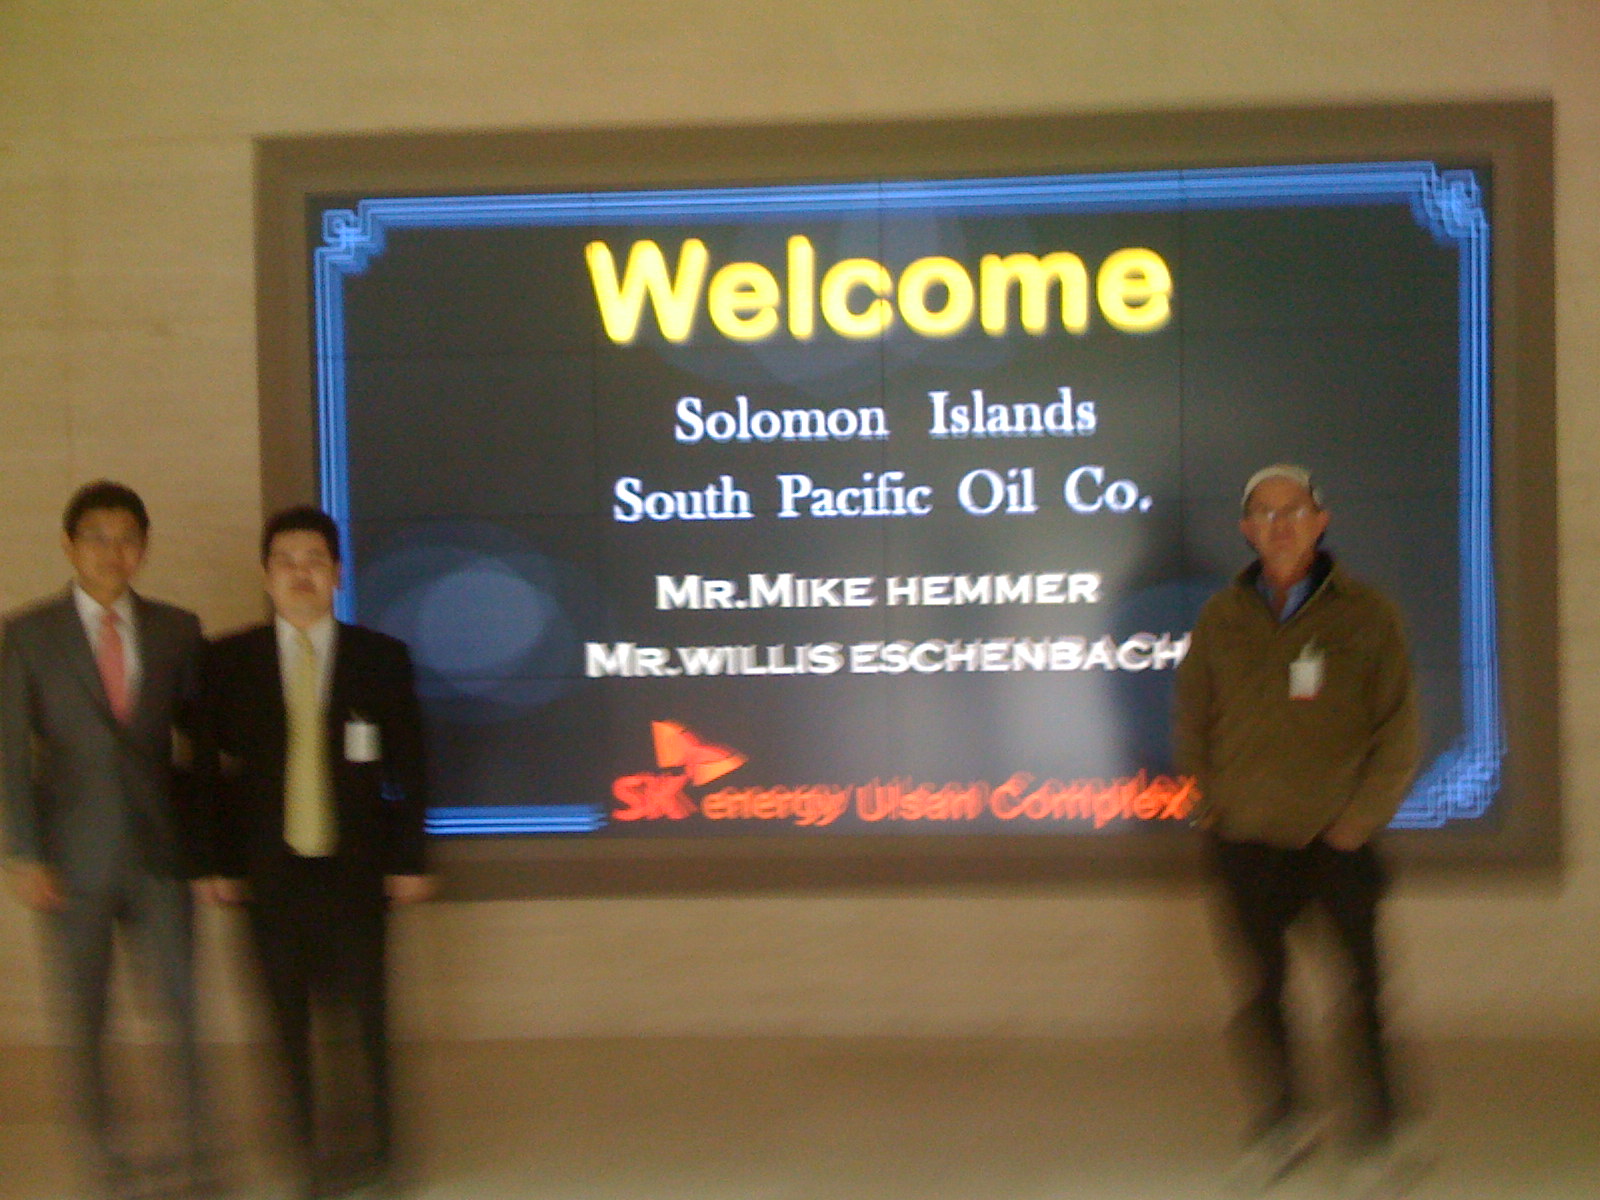 Welcome
Solomon Islands
South Pacific Oil Co.
MR.MIKE HEMMER
MR.WILLIS ESCHENBACH
SK energy Ulsan Complex